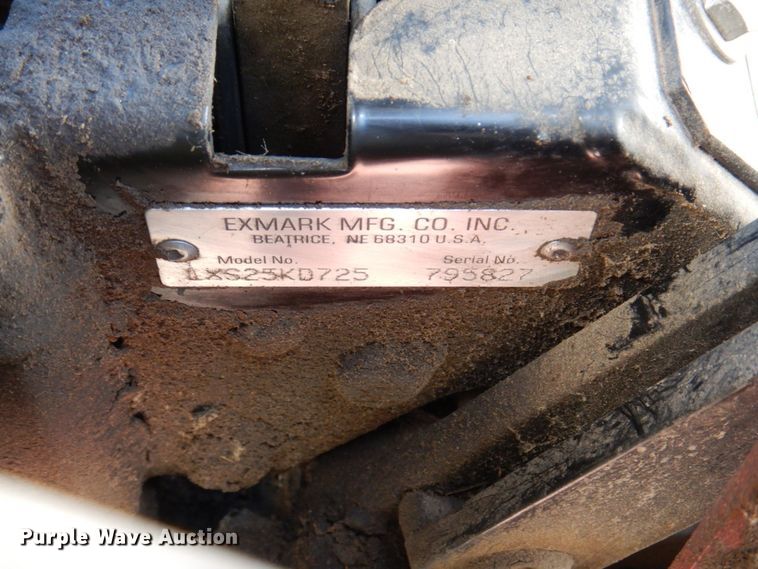 EXMARK MFG. CO. INC.
BEATRICE, NE 68310 U.S.A.
Model No. Serial No.
LXS25KD725 795827
Purple Wave Auction